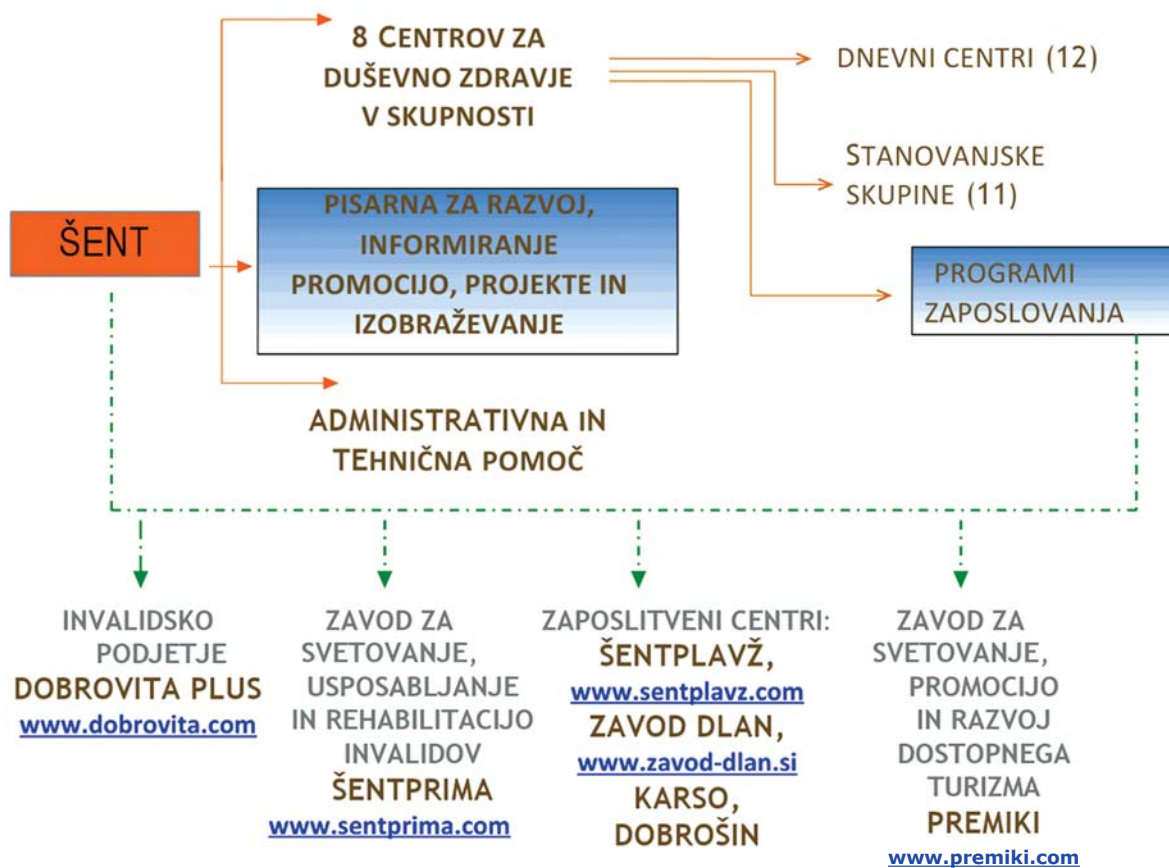 8 CENTROV ZA
DUŠEVNO ZDRAVJE
V SKUPNOSTI
DNEVNI CENTRI (12)
STANOVANJSKE
SKUPINE (11)
ŠENT
PISARNA ZA RAZVOJ,
INFORMIRANJE
PROMOCIJO, PROJEKTE IN
IZOBRAŽEVANJE
PROGRAMI
ZAPOSLOVANJA
ADMINISTRATIVNA IN
TEHNIČNA POMOČ
INVALIDSKO
PODJETJE
DOBROVITA PLUS
www.dobrovita.com
ZAVOD ZA
SVETOVANJE,
USPOSABLJANJE
IN REHABILITACIJO
INVALIDOV
ŠENTPRIMA
www.sentprima.com
ZAPOSLITVENI CENTRI:
ŠENTPLAVŽ,
www.sentplavz.com
ZAVOD DLAN,
www.zavod-dlan.si
KARSO,
DOBROŠIN
ZAVOD ZA
SVETOVANJE,
PROMOCIJO
IN RAZVOJ
DOSTOPNEGA
TURIZMA
PREMIKI
www.premiki.com